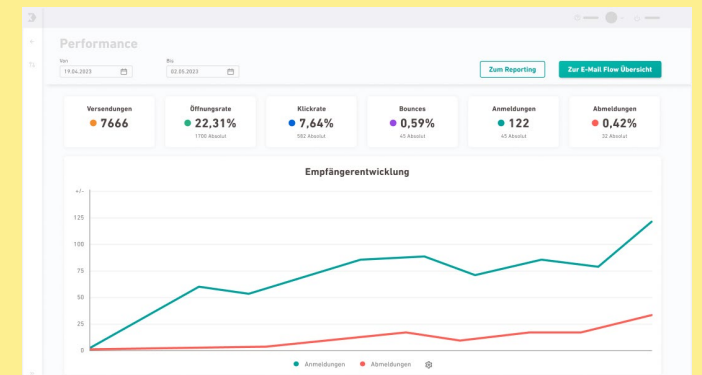 Performance
Von
Bis
19.04.2023
02.05.2023
Zum Reporting
Zur E-Mail Flow Übersicht
Versendungen
Öffnungsrate
Klickrate
Bounces
Anmeldungen
Abmeldungen
7666
22,31%
7,64%
0,59%
122
0,42%
1700 Absolut
582 Absolut
45 Absolut
45 Absolut
32 Absolut
Empfängerentwicklung
+/-
125
100
75
50
25
0
Anmeldungen
Abmeldungen